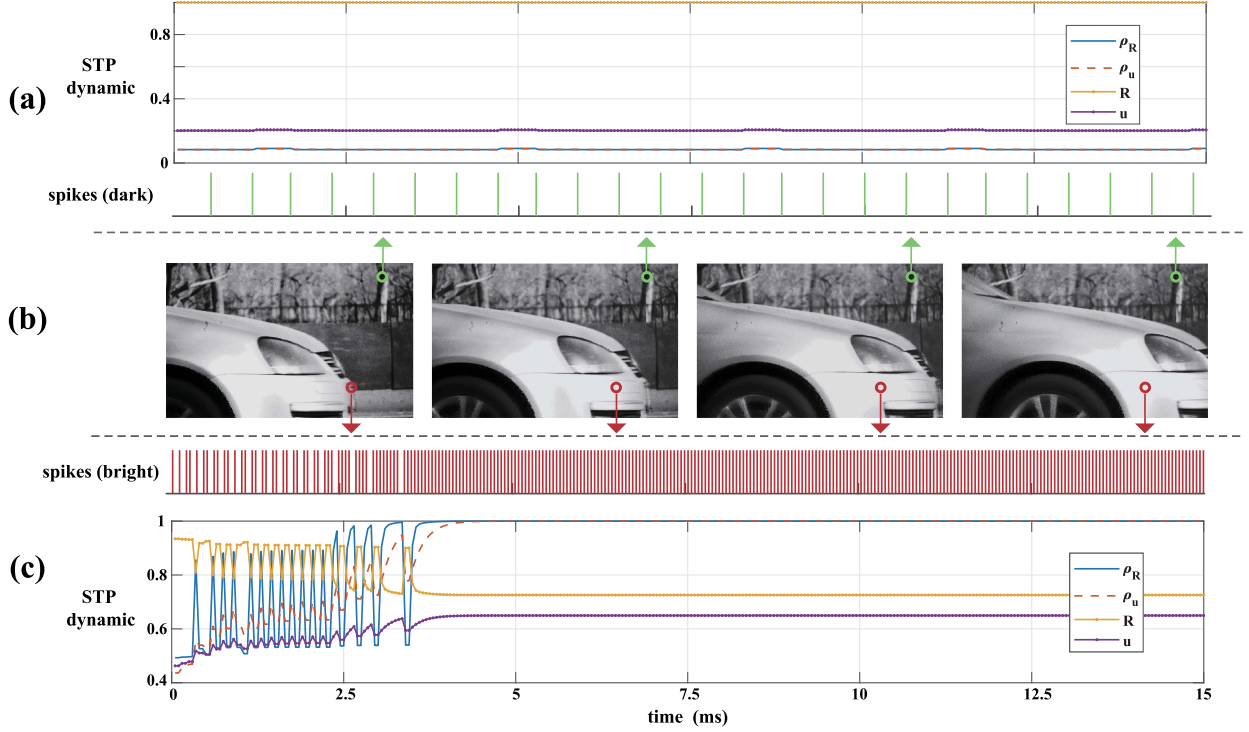 0.8
STP
dynamic
0.4
0
(a)
ρR
ρu
R
u
spikes (dark)
(b)
spikes (bright)
(c)
STP
dynamic
1
0.8
0.6
0.4
ρR
ρu
R
u
0 2.5 5 7.5 10 12.5 15
time (ms)